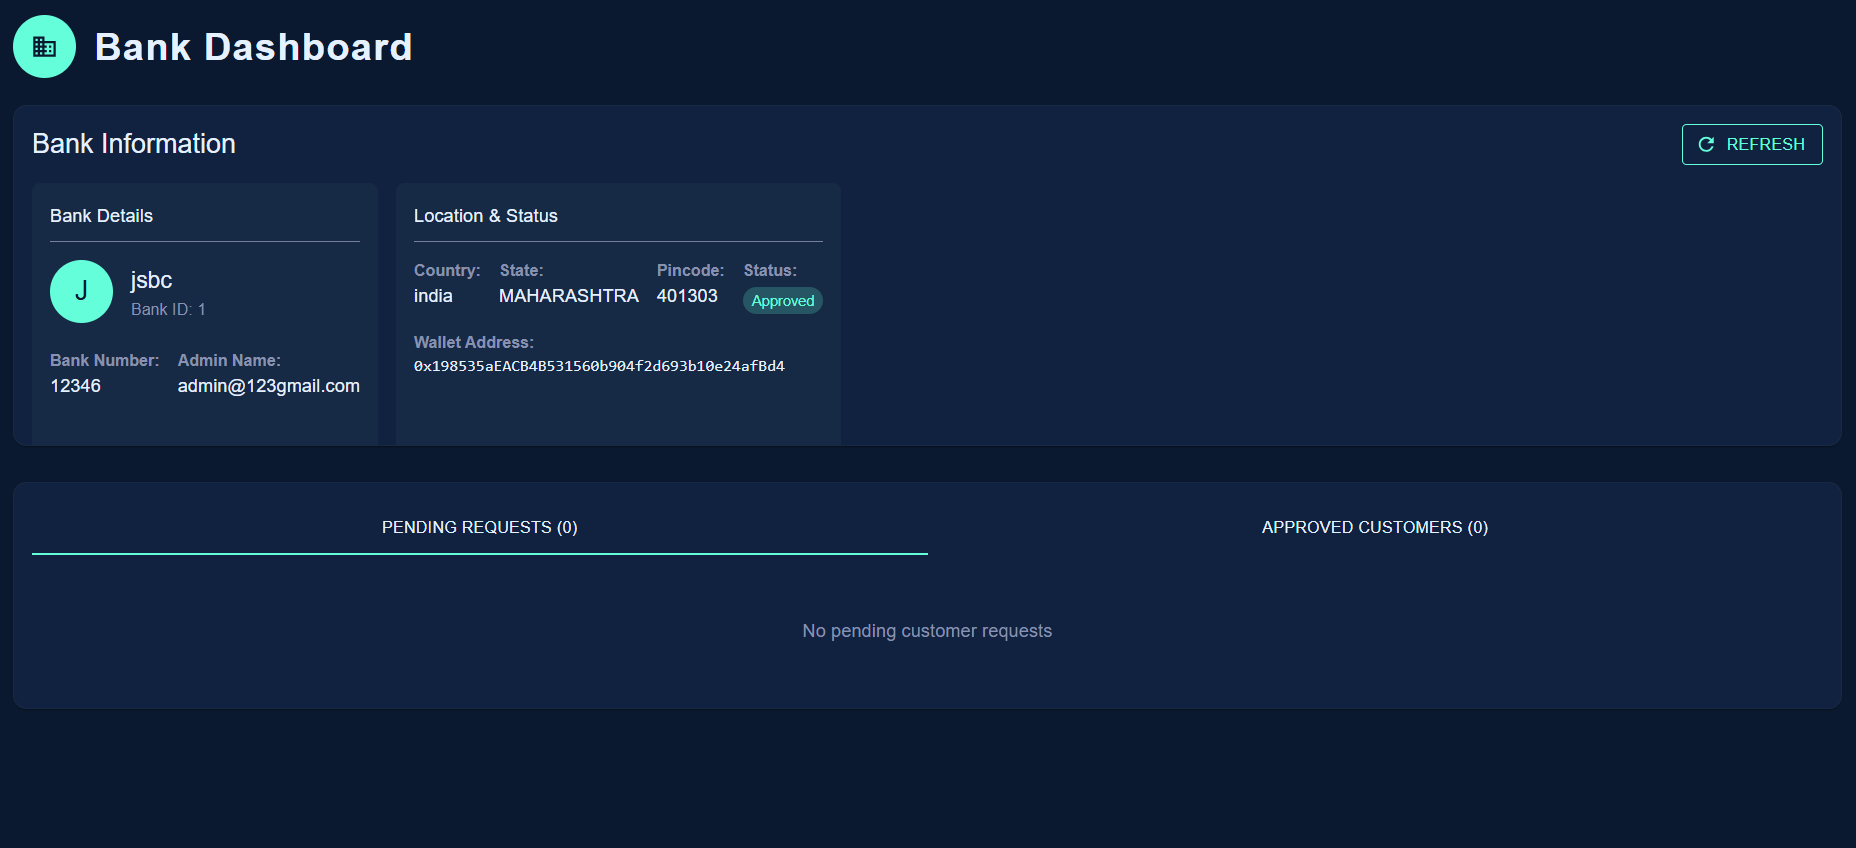 Bank Dashboard
Bank Information
REFRESH
Bank Details
J
jsbc
Bank ID: 1
Bank Number:
12346
Admin Name:
admin@123gmail.com
Location & Status
Country:
india
State:
MAHARASHTRA
Pincode:
401303
Status:
Approved
Wallet Address:
0x198535aEACB4B531560b904f2d693b10e24afBd4
PENDING REQUESTS (0)
APPROVED CUSTOMERS (0)
No pending customer requests